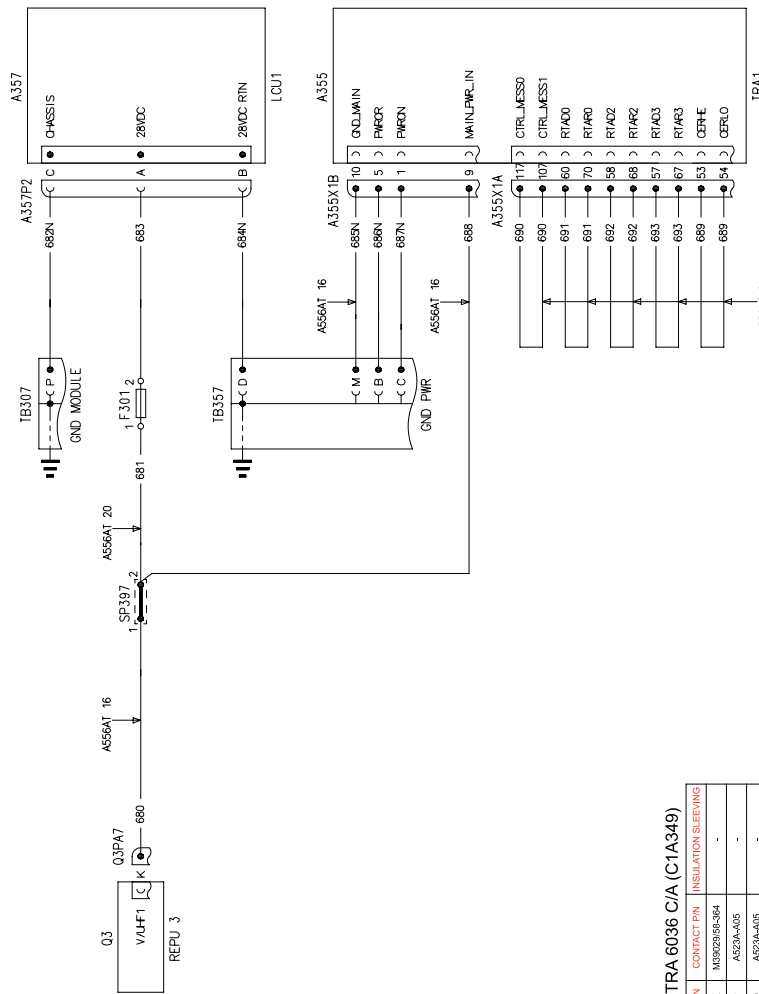 A357
CHASSIS
28VDC
28VDC RTN
LCU1
A357P2
C
A
B
682N
683
684N
A355
GND_MAIN
PWROR
PWRON
MAIN_PWR_IN
A355X1B
10
5
1
9
685N
686N
687N
688
CTRL_MESS0
CTRL_MESS1
RTAD0
RTAR0
RTAD2
RTAR2
RTAD3
RTAR3
CERHE
CERLO
A355X1A
117
107
60
70
58
68
57
67
53
54
690
690
691
691
692
692
693
693
689
689
A556AT 16
A556AT 16
TB307
P
GND MODULE
1 F301 2
TB357
D
M
B
C
GND PWR
681
A556AT 20
SP397
1
2
A556AT 16
680
Q3PA7
K
Q3
V/UHF1
REPU 3
TRA 6036 C/A (C1A349)
CONTACT P/N
INSULATION SLEEVING
M39029/58-364
-
A523A-A05
-
A523A-A05
-